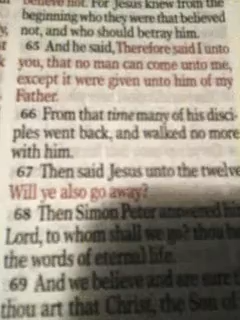 believe not. For Jesus knew from the
beginning who they were that believed
not, and who should betray him.
65 And he said, Therefore said I unto
you, that no man can come unto me,
except it were given unto him of my
Father.
66 From that time many of his disci-
ples went back, and walked no more
with him.
67 Then said Jesus unto the twelve
Will ye also go away?
68 Then Simon Peter answered him
Lord, to whom shall we go? thou
the words of eternal life.
69 And we believe and are sure
thou art that Christ, the Son of